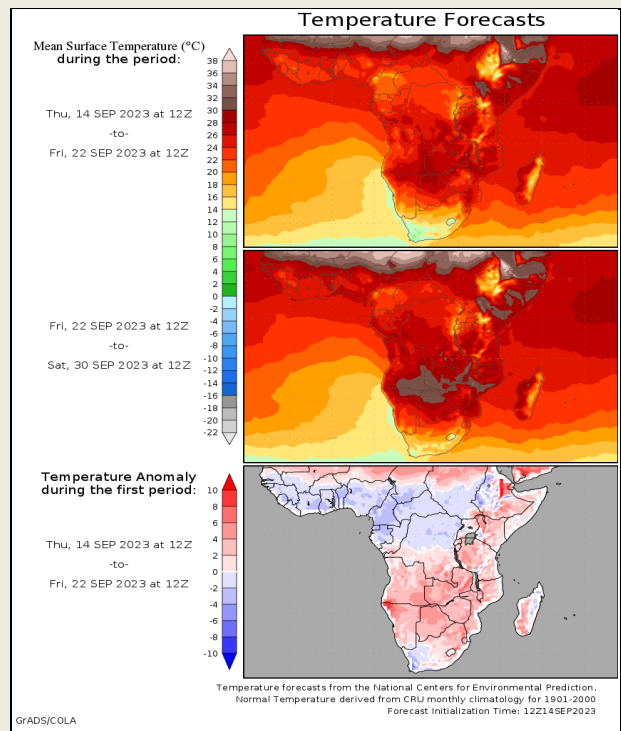 Temperature Forecasts
Mean Surface Temperature (°C)
during the period:
Thu, 14 SEP 2023 at 12Z
-to-
Fri, 22 SEP 2023 at 12Z
38
36
34
32
30
28
26
24
22
20
18
16
14
12
10
8
6
4
2
0
-2
-4
-6
-8
-10
-12
-14
-16
-18
-20
-22
Fri, 22 SEP 2023 at 12Z
-to-
Sat, 30 SEP 2023 at 12Z
Temperature Anomaly
during the first period:
Thu, 14 SEP 2023 at 12Z
-to-
Fri, 22 SEP 2023 at 12Z
10
8
6
4
2
0
-2
-4
-6
-8
-10
Temperature forecasts from the National Centers for Environmental Prediction.
Normal Temperature derived from CRU monthly climatology for 1901-2000
Forecast Initialization Time: 12Z14SEP2023
GrADS/COLA